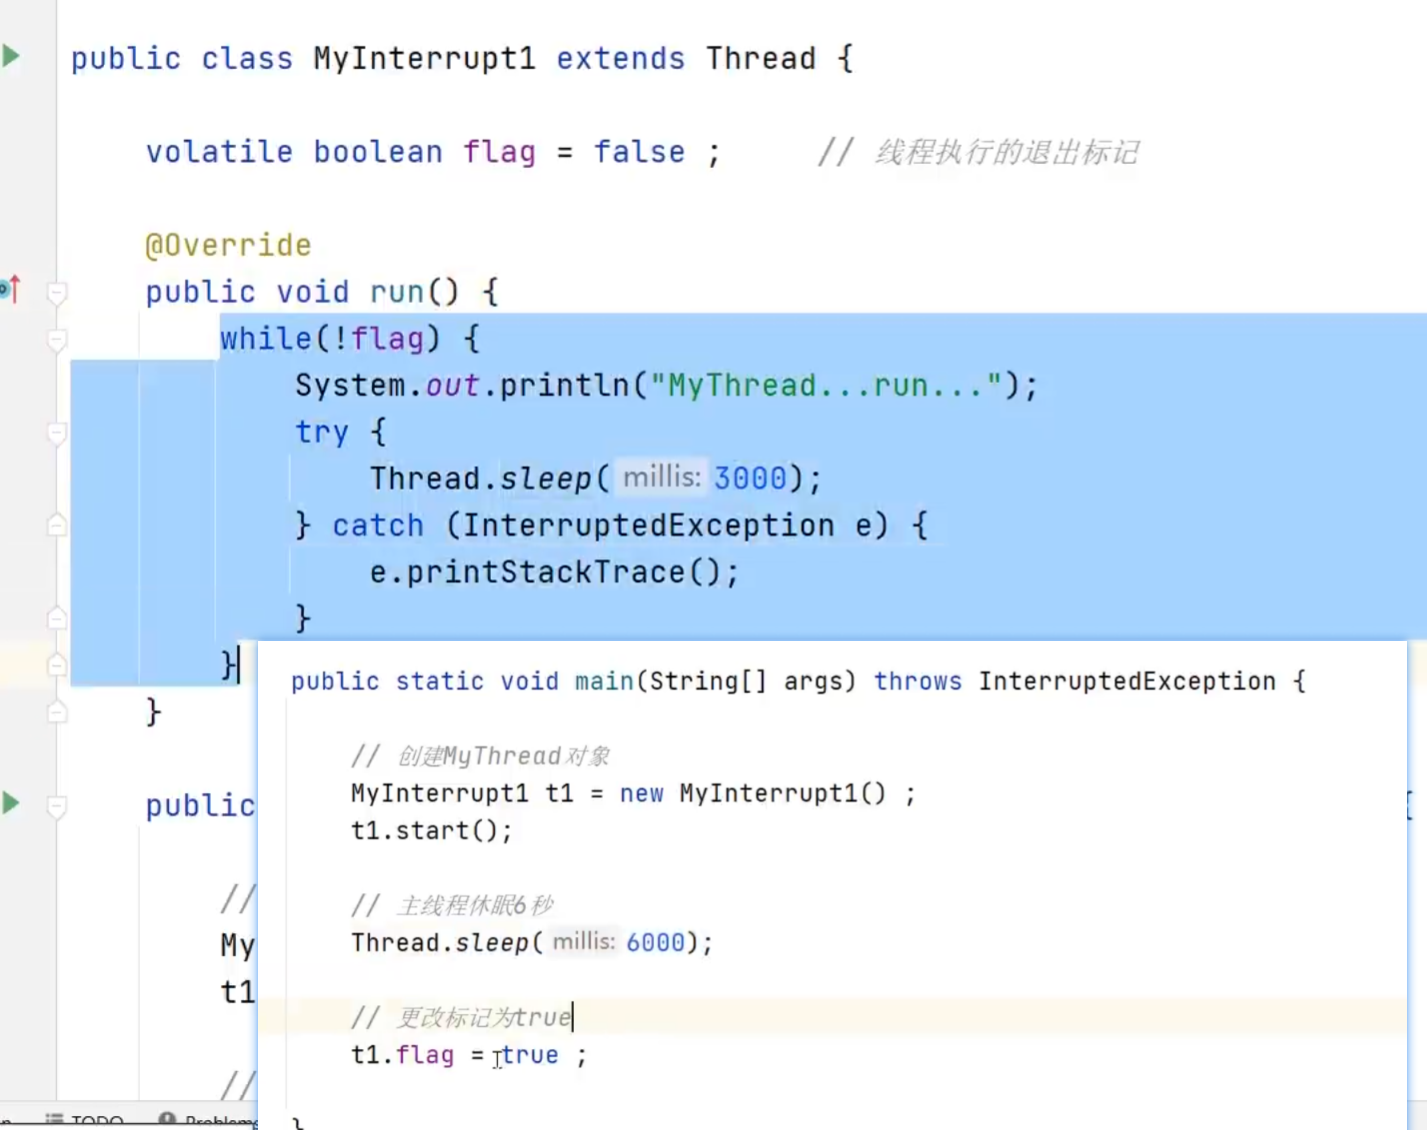 public class MyInterrupt1 extends Thread {
volatile boolean flag = false ; // 线程执行的退出标记
@Override
public void run() {
while(!flag) {
System.out.println("MyThread...run...");
try {
Thread.sleep( millis: 3000);
} catch (InterruptedException e) {
e.printStackTrace();
}
}
}
public
//
My
t1
//
TODO
public static void main(String[] args) throws InterruptedException {
// 创建MyThread对象
MyInterrupt1 t1 = new MyInterrupt1() ;
t1.start();
// 主线程休眠6秒
Thread.sleep( millis: 6000);
// 更改标记为true
t1.flag = true ;
}